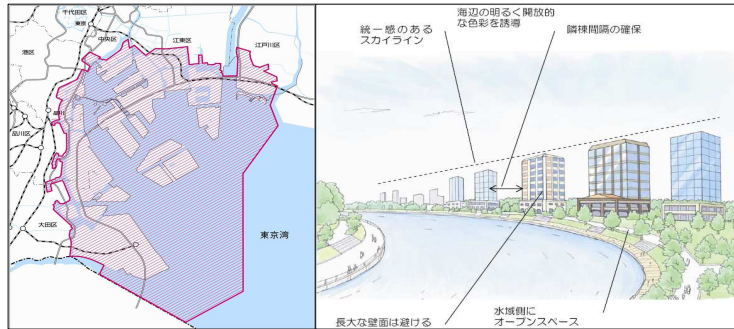 千代田区
東京
中央区
江東区
江戸川区
港区
品川
品川区
大田区
東京湾
海辺の明るく開放的
な色彩を誘導
統一感のある
スカイライン
隣棟間隔の確保
長大な壁面は避ける
水域側に
オープンスペース